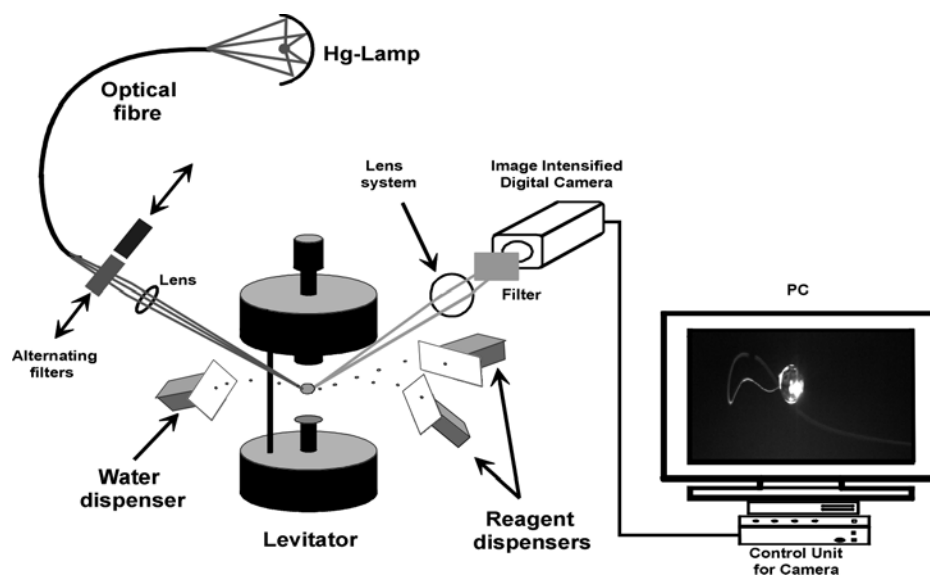 Hg-Lamp
Optical
fibre
Lens
system
Image Intensified
Digital Camera
Lens
Filter
PC
Alternating
filters
Water
dispenser
Levitator
Reagent
dispensers
Control Unit
for Camera